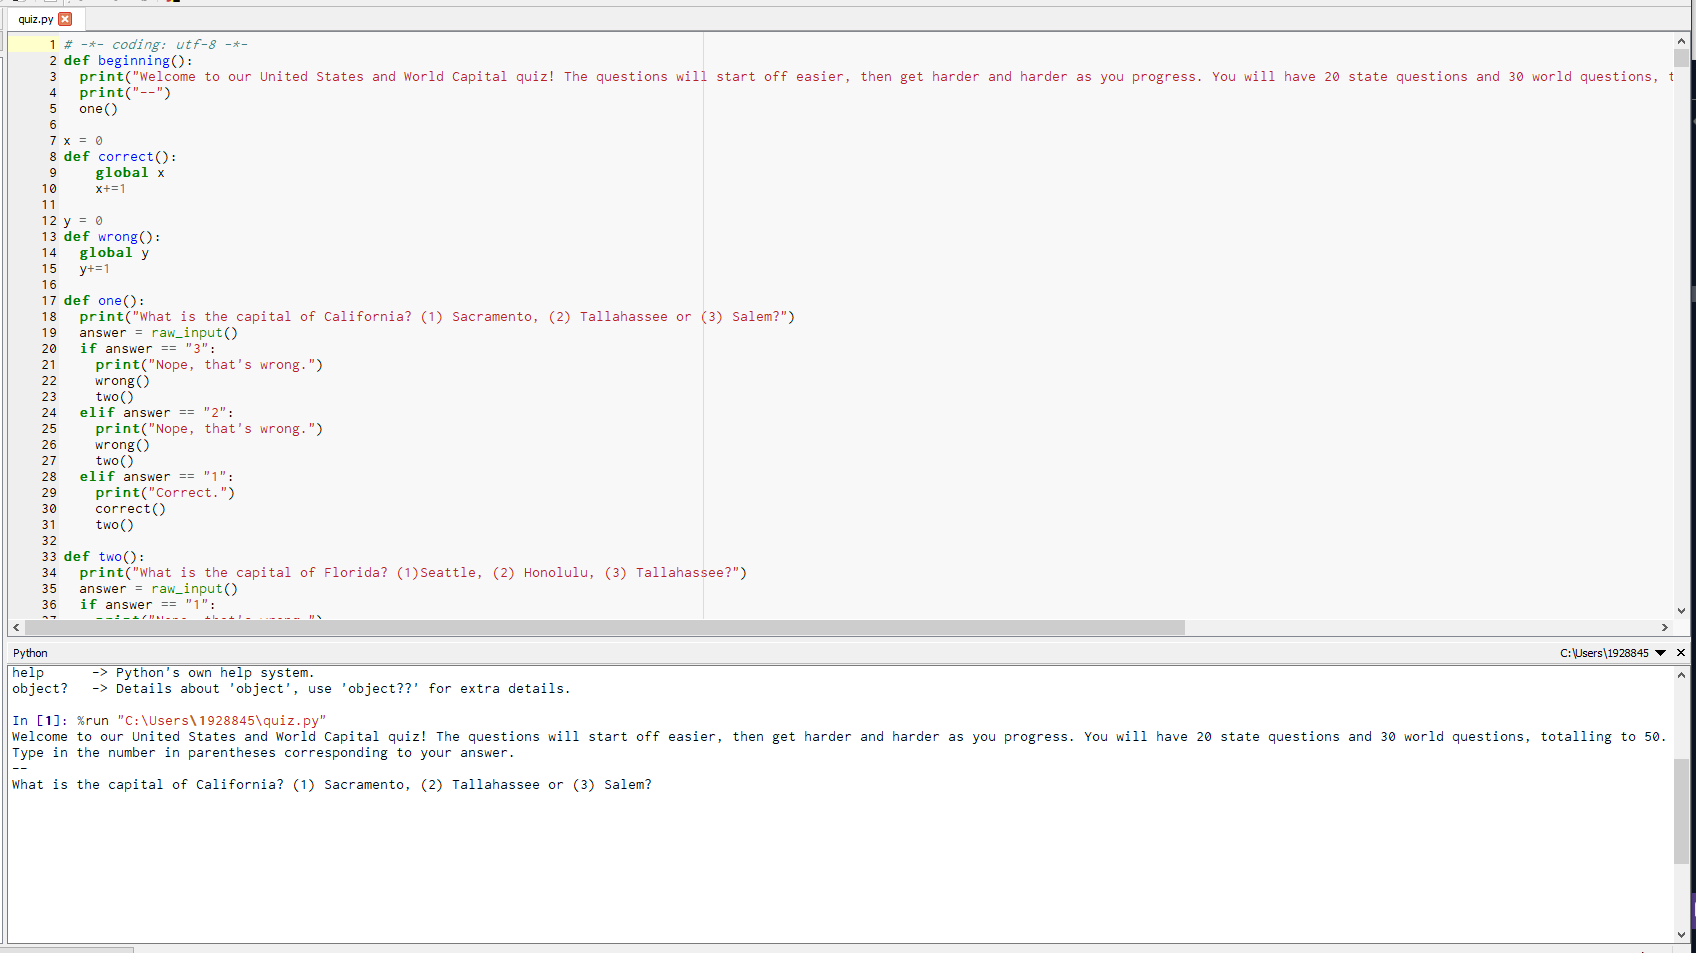 quiz.py
1 # -*- coding: utf-8 -*-
2 def beginning():
3   print("Welcome to our United States and World Capital quiz! The questions will start off easier, then get harder and harder as you progress. You will have 20 state questions and 30 world questions, t
4   print("--")
5   one()
6
7 x = 0
8 def correct():
9     global x
10     x+=1
11
12 y = 0
13 def wrong():
14   global y
15   y+=1
16
17 def one():
18   print("What is the capital of California? (1) Sacramento, (2) Tallahassee or (3) Salem?")
19   answer = raw_input()
20   if answer == "3":
21     print("Nope, that's wrong.")
22     wrong()
23     two()
24   elif answer == "2":
25     print("Nope, that's wrong.")
26     wrong()
27     two()
28   elif answer == "1":
29     print("Correct.")
30     correct()
31     two()
32
33 def two():
34   print("What is the capital of Florida? (1)Seattle, (2) Honolulu, (3) Tallahassee?")
35   answer = raw_input()
36   if answer == "1":
37     print("Nope, that's wrong.")
Python C:\Users\1928845
help      -> Python's own help system.
object?   -> Details about 'object', use 'object??' for extra details.
In [1]: %run "C:\Users\1928845\quiz.py"
Welcome to our United States and World Capital quiz! The questions will start off easier, then get harder and harder as you progress. You will have 20 state questions and 30 world questions, totalling to 50.
Type in the number in parentheses corresponding to your answer.
--
What is the capital of California? (1) Sacramento, (2) Tallahassee or (3) Salem?